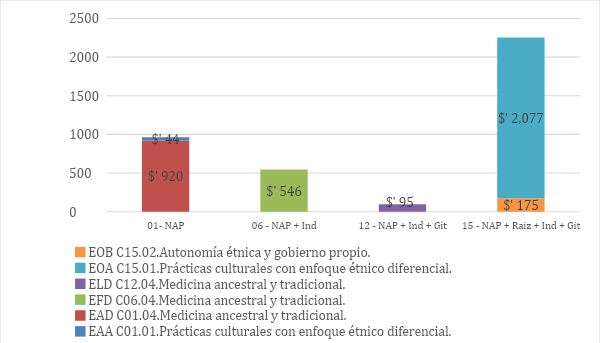 2500
2000
1500
1000
500
0
$' 44
$' 920
$' 546
$' 95
$' 2,077
$' 175
01- NAP
06 - NAP + Ind
12 - NAP + Ind + Git
15 - NAP + Raiz + Ind + Git
EOB C15.02.Autonomía étnica y gobierno propio.
EOA C15.01.Prácticas culturales con enfoque étnico diferencial.
ELD C12.04.Medicina ancestral y tradicional.
EFD C06.04.Medicina ancestral y tradicional.
EAD C01.04.Medicina ancestral y tradicional.
EAA C01.01.Prácticas culturales con enfoque étnico diferencial.